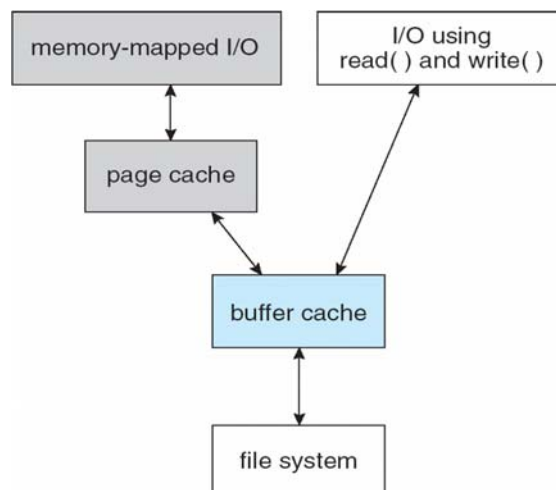 memory-mapped I/O
I/O using
read( ) and write( )
page cache
buffer cache
file system